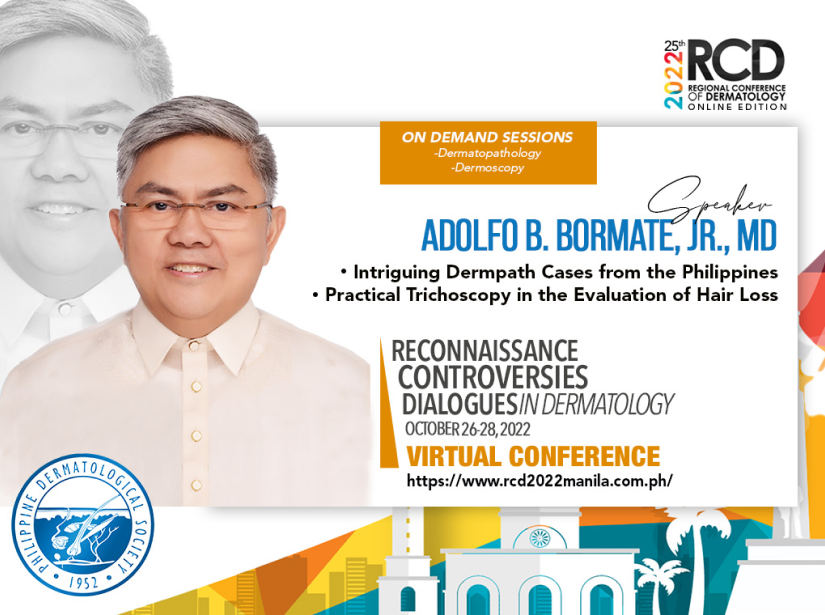 25th
2022
RCD
REGIONAL CONFERENCE
OF DERMATOLOGY
ONLINE EDITION
ON DEMAND SESSIONS
-Dermatopathology
-Dermoscopy
Speaker
ADOLFO B. BORMATE, JR., MD
• Intriguing Dermpath Cases from the Philippines
• Practical Trichoscopy in the Evaluation of Hair Loss
RECONNAISSANCE
CONTROVERSIES
DIALOGUES IN DERMATOLOGY
OCTOBER 26-28, 2022
VIRTUAL CONFERENCE
https://www.rcd2022manila.com.ph/
PHILIPPINE DERMATOLOGICAL SOCIETY
• 1952 •